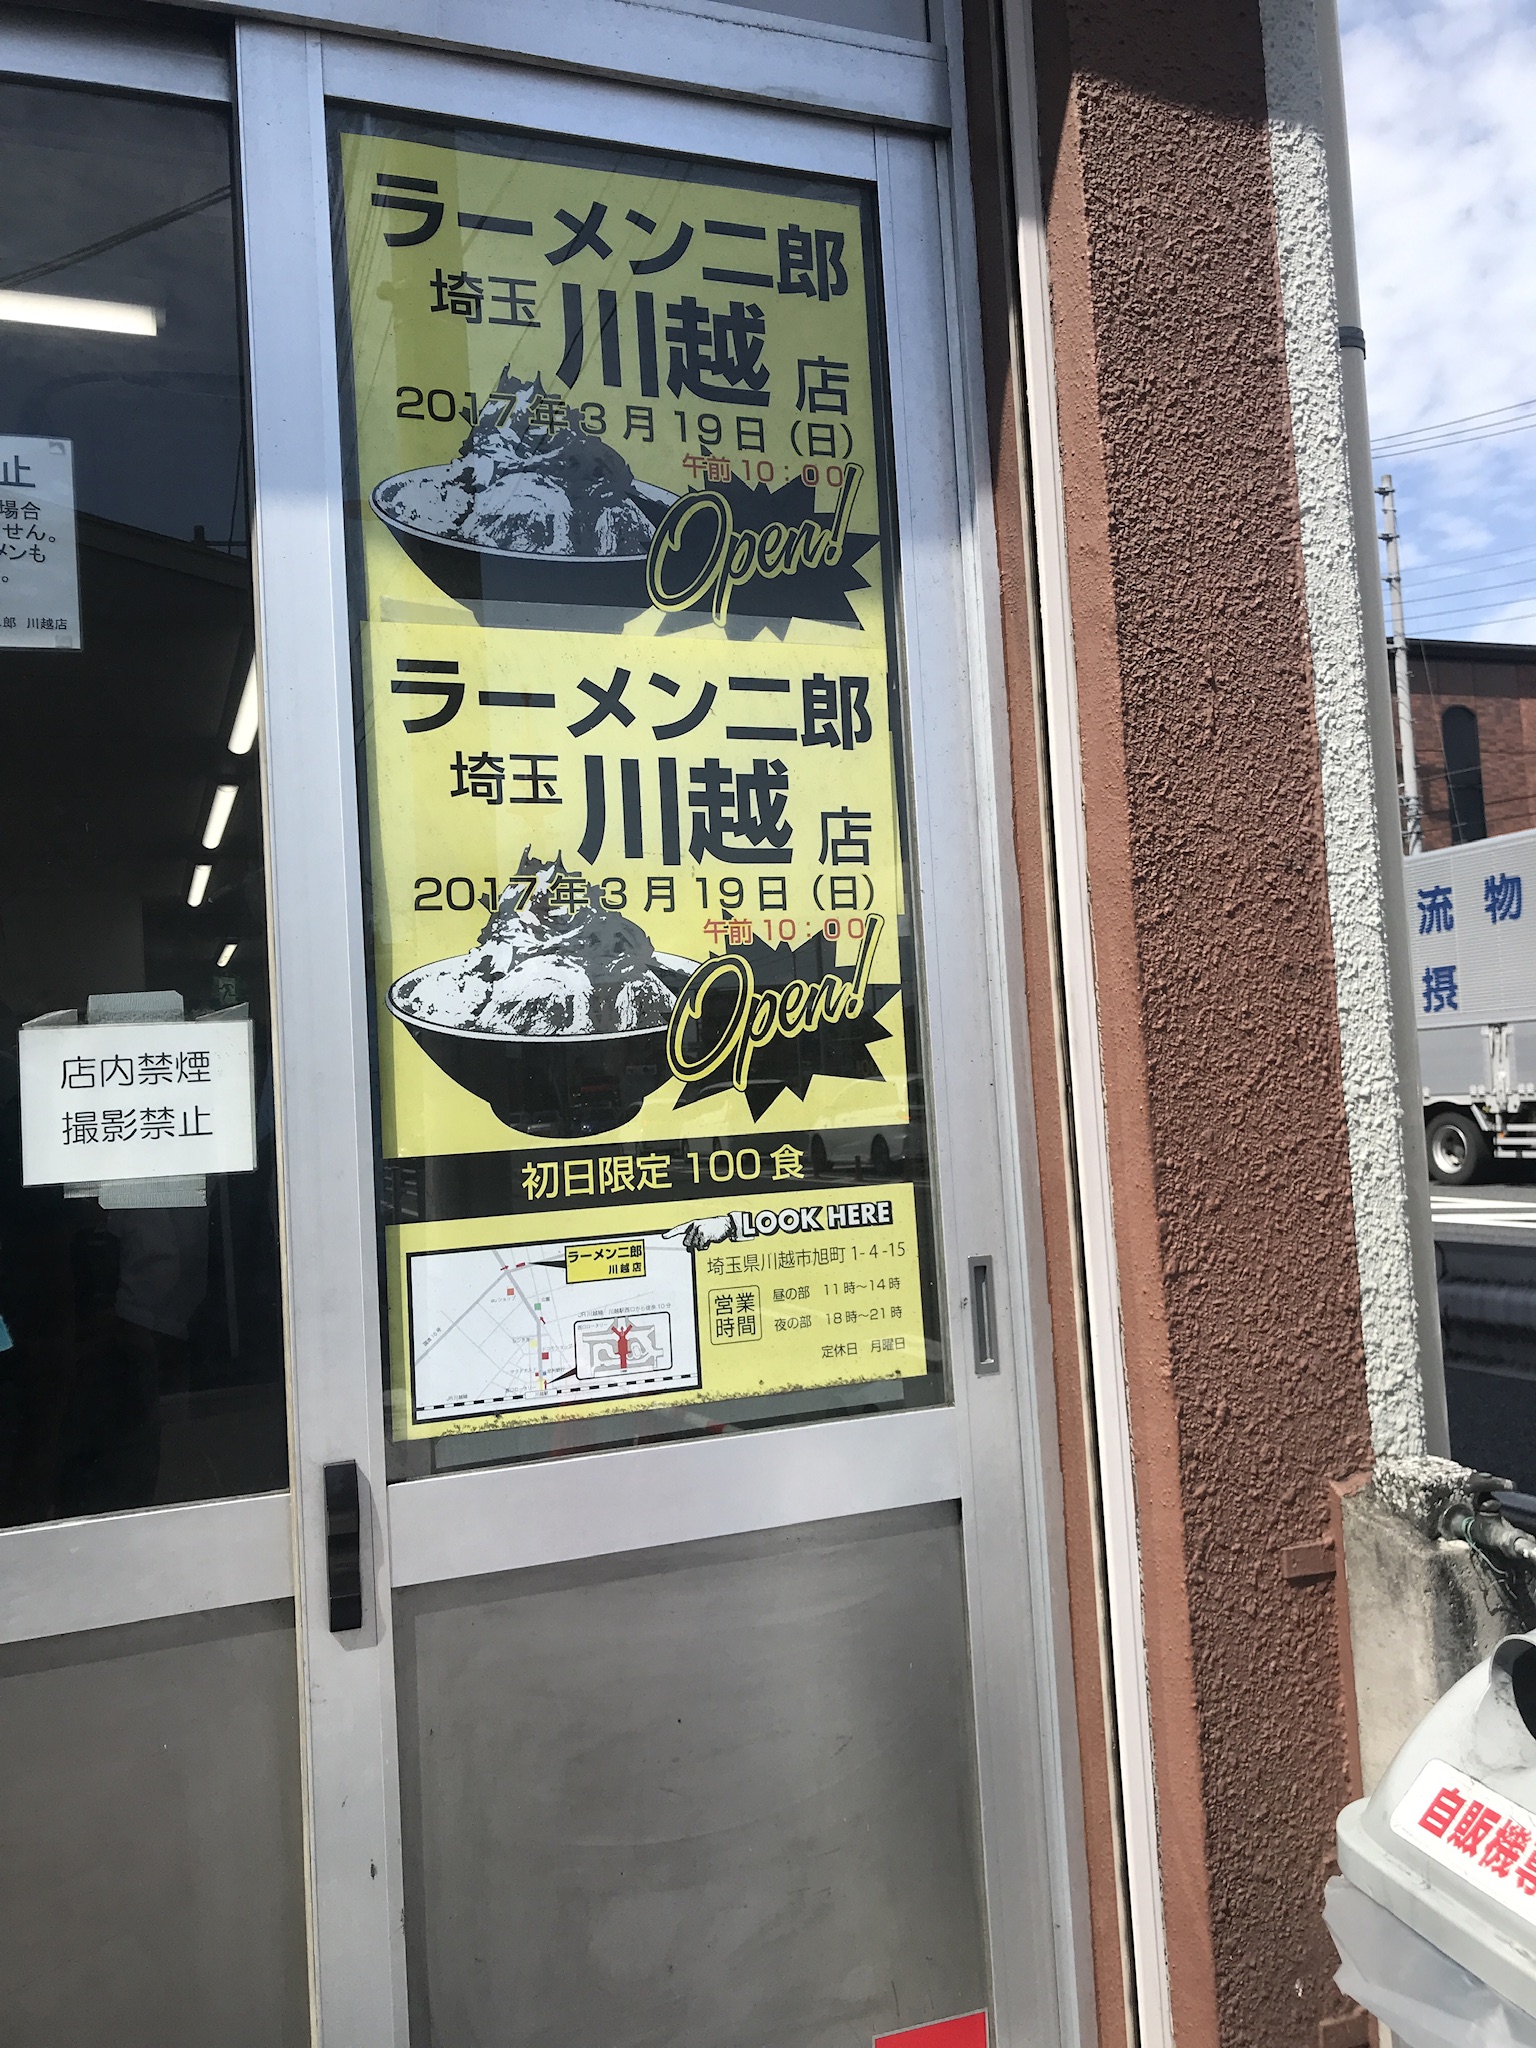 ラーメン二郎
埼玉 川越 店
2017年3月19日（日）
午前10：00
Open!
ラーメン二郎
埼玉 川越 店
2017年3月19日（日）
午前10：00
Open!
初日限定 100 食
LOOK HERE
ラーメン二郎
川越店
埼玉県川越市旭町1-4-15
営業時間
昼の部 11時～14時
夜の部 18時～21時
定休日 月曜日
止
場合
せん。
メンも
。
郎 川越店
店内禁煙
撮影禁止
流 物
摂
自販機専